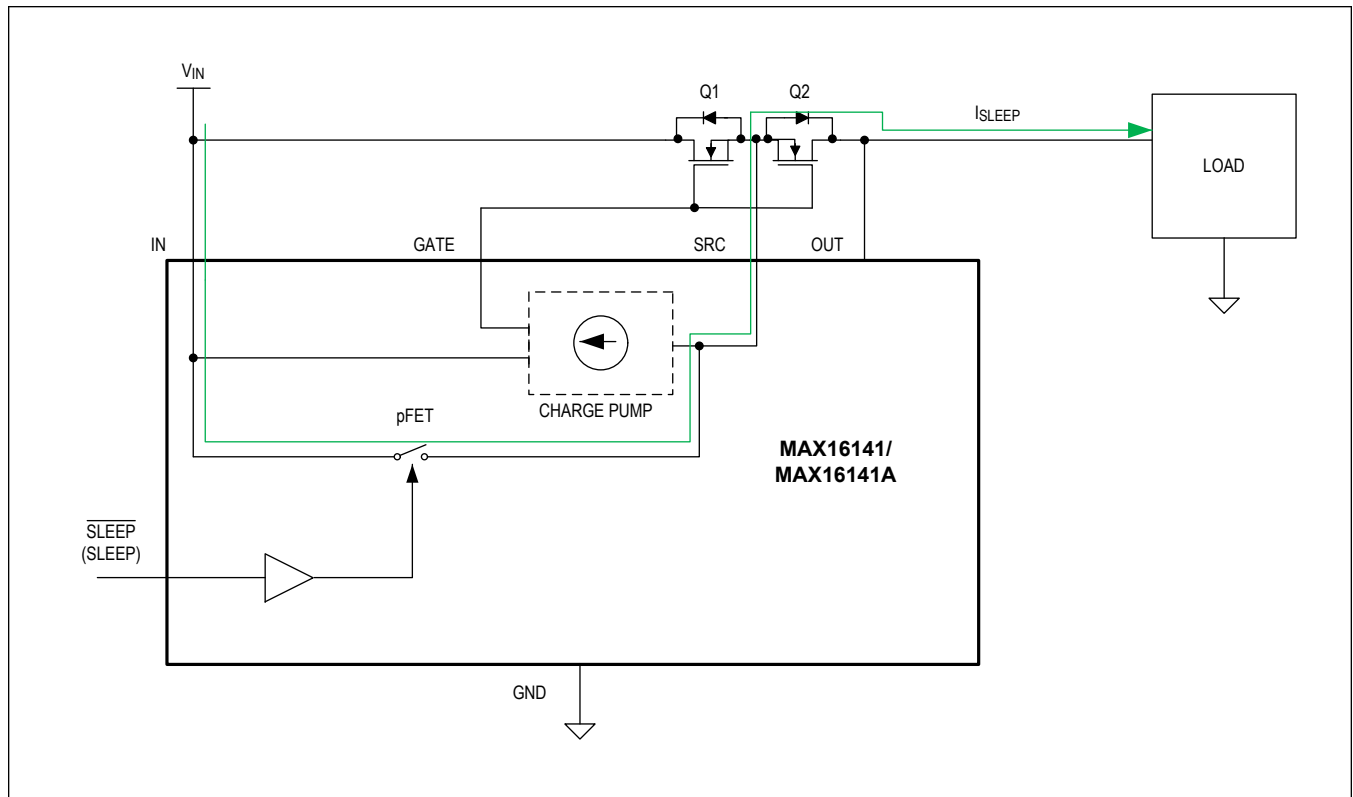 VIN
Q1
Q2
ISLEEP
LOAD
IN
GATE
SRC
OUT
CHARGE PUMP
pFET
MAX16141/
MAX16141A
SLEEP
(SLEEP)
GND